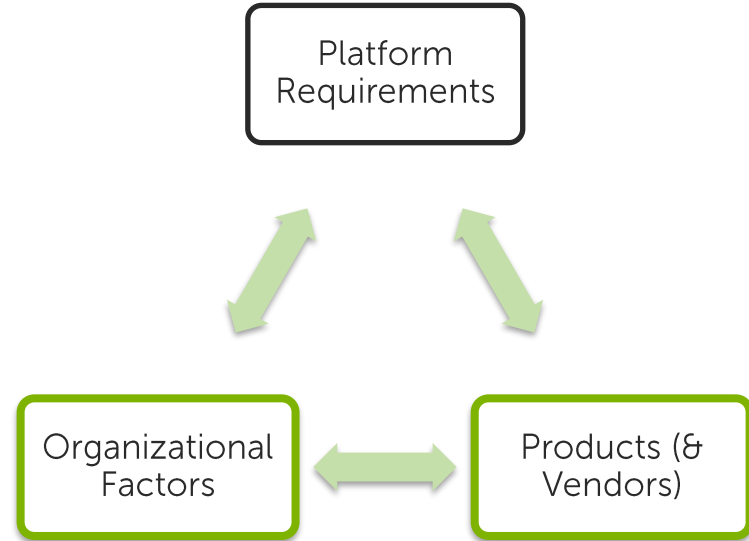 Platform
Requirements
Organizational
Factors
Products (&
Vendors)